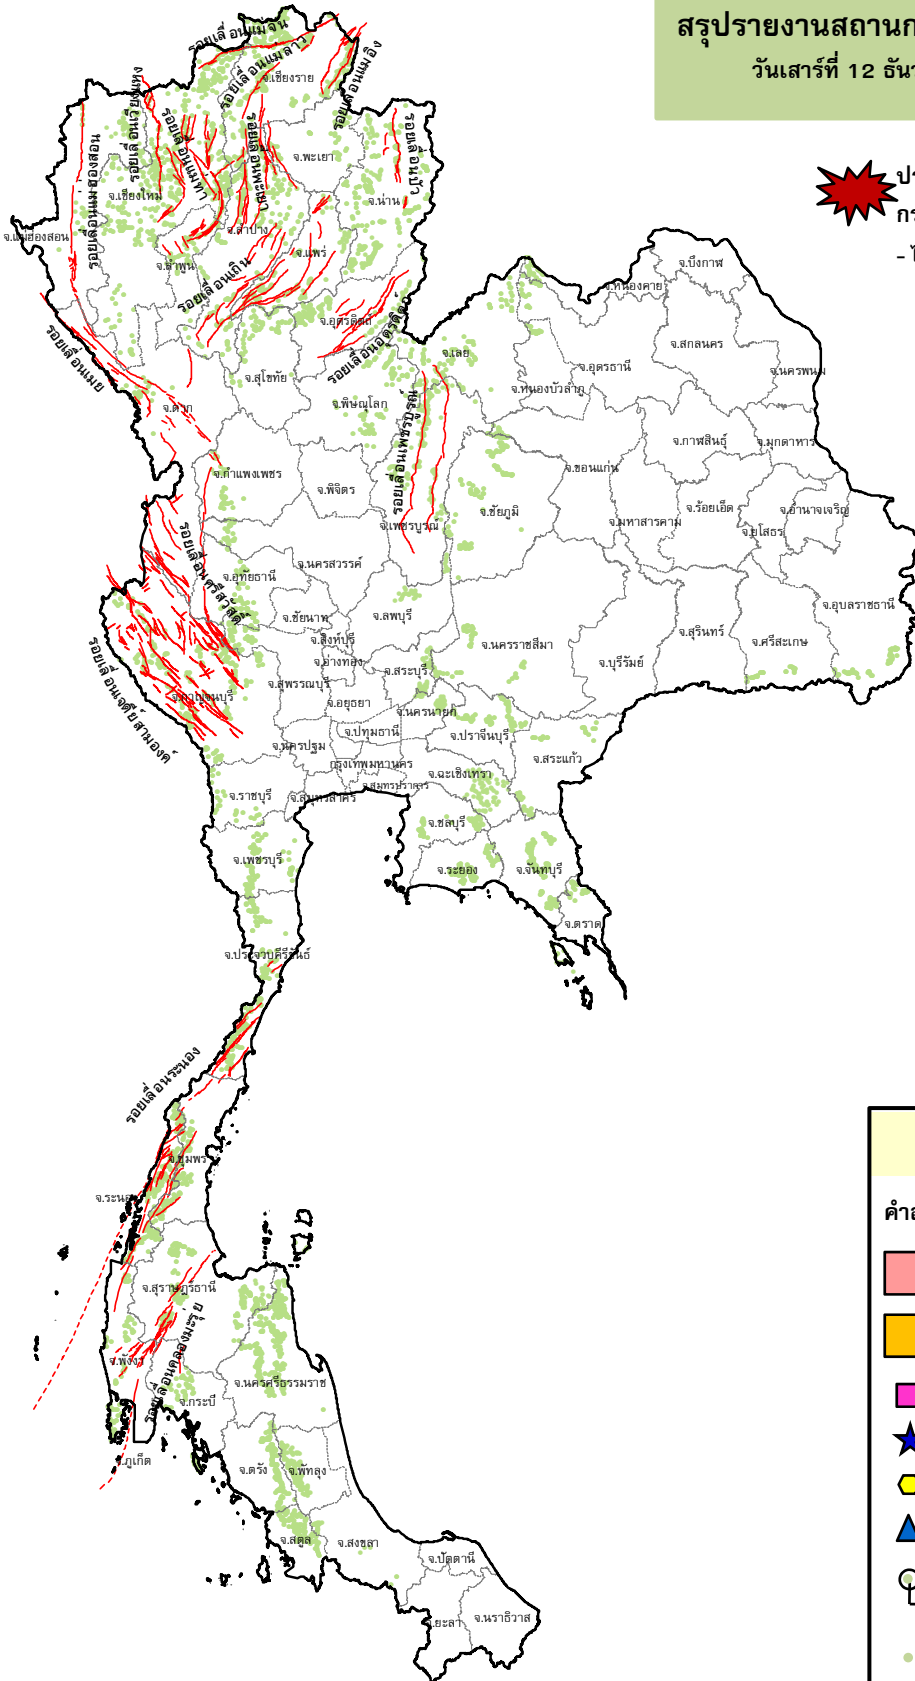 สรุปรายงานสถานก
วันเสาร์ที่ 12 ธันว
ปร
กร
รอยเลื่อนแม่จัน
รอยเลื่อนแม่ลาว
จ.เชียงราย
รอยเลื่อนแม่อิง
รอยเลื่อนเวียงแหง
รอยเลื่อนแม่ทา
รอยเลื่อนพะเยา
จ.พะเยา
รอยเลื่อนปัว
รอยเลื่อนแม่ฮ่องสอน
จ.เชียงใหม่
จ.น่าน
จ.แม่ฮ่องสอน
จ.ลำปาง
จ.ลำพูน
จ.แพร่
รอยเลื่อนเถิน
จ.บึงกาฬ
จ.หนองคาย
จ.อุตรดิตถ์
รอยเลื่อนอุตรดิตถ์
รอยเลื่อนเมย
จ.เลย
จ.สกลนคร
จ.อุดรธานี
จ.นครพนม
จ.สุโขทัย
จ.หนองบัวลำภู
จ.ตาก
จ.พิษณุโลก
รอยเลื่อนเพชรบูรณ์
จ.กาฬสินธุ์
จ.มุกดาหาร
จ.กำแพงเพชร
จ.พิจิตร
จ.ขอนแก่น
จ.เพชรบูรณ์
จ.ชัยภูมิ
จ.มหาสารคาม
จ.ร้อยเอ็ด
จ.ยโสธร
จ.อำนาจเจริญ
รอยเลื่อนศรีสวัสดิ์
จ.นครสวรรค์
จ.อุทัยธานี
จ.ชัยนาท
จ.ลพบุรี
จ.อุบลราชธานี
จ.สิงห์บุรี
จ.นครราชสีมา
จ.สุรินทร์
จ.ศรีสะเกษ
จ.บุรีรัมย์
จ.อ่างทอง
จ.สระบุรี
จ.สุพรรณบุรี
จ.กาญจนบุรี
รอยเลื่อนเจดีย์สามองค์
จ.อยุธยา
จ.นครนายก
จ.ปทุมธานี
จ.ปราจีนบุรี
จ.นครปฐม
จ.สระแก้ว
กรุงเทพมหานคร
จ.ฉะเชิงเทรา
จ.สมุทรปราการ
จ.ราชบุรี
จ.สมุทรสาคร
จ.ชลบุรี
จ.เพชรบุรี
จ.ระยอง
จ.จันทบุรี
จ.ตราด
จ.ประจวบคีรีขันธ์
รอยเลื่อนระนอง
จ.ชุมพร
จ.ระนอง
คำอ
จ.สุราษฎร์ธานี
รอยเลื่อนคลองมะรุย
จ.พังงา
จ.นครศรีธรรมราช
จ.กระบี่
จ.ภูเก็ต
จ.ตรัง
จ.พัทลุง
จ.สตูล
จ.สงขลา
จ.ปัตตานี
จ.ยะลา
จ.นราธิวาส